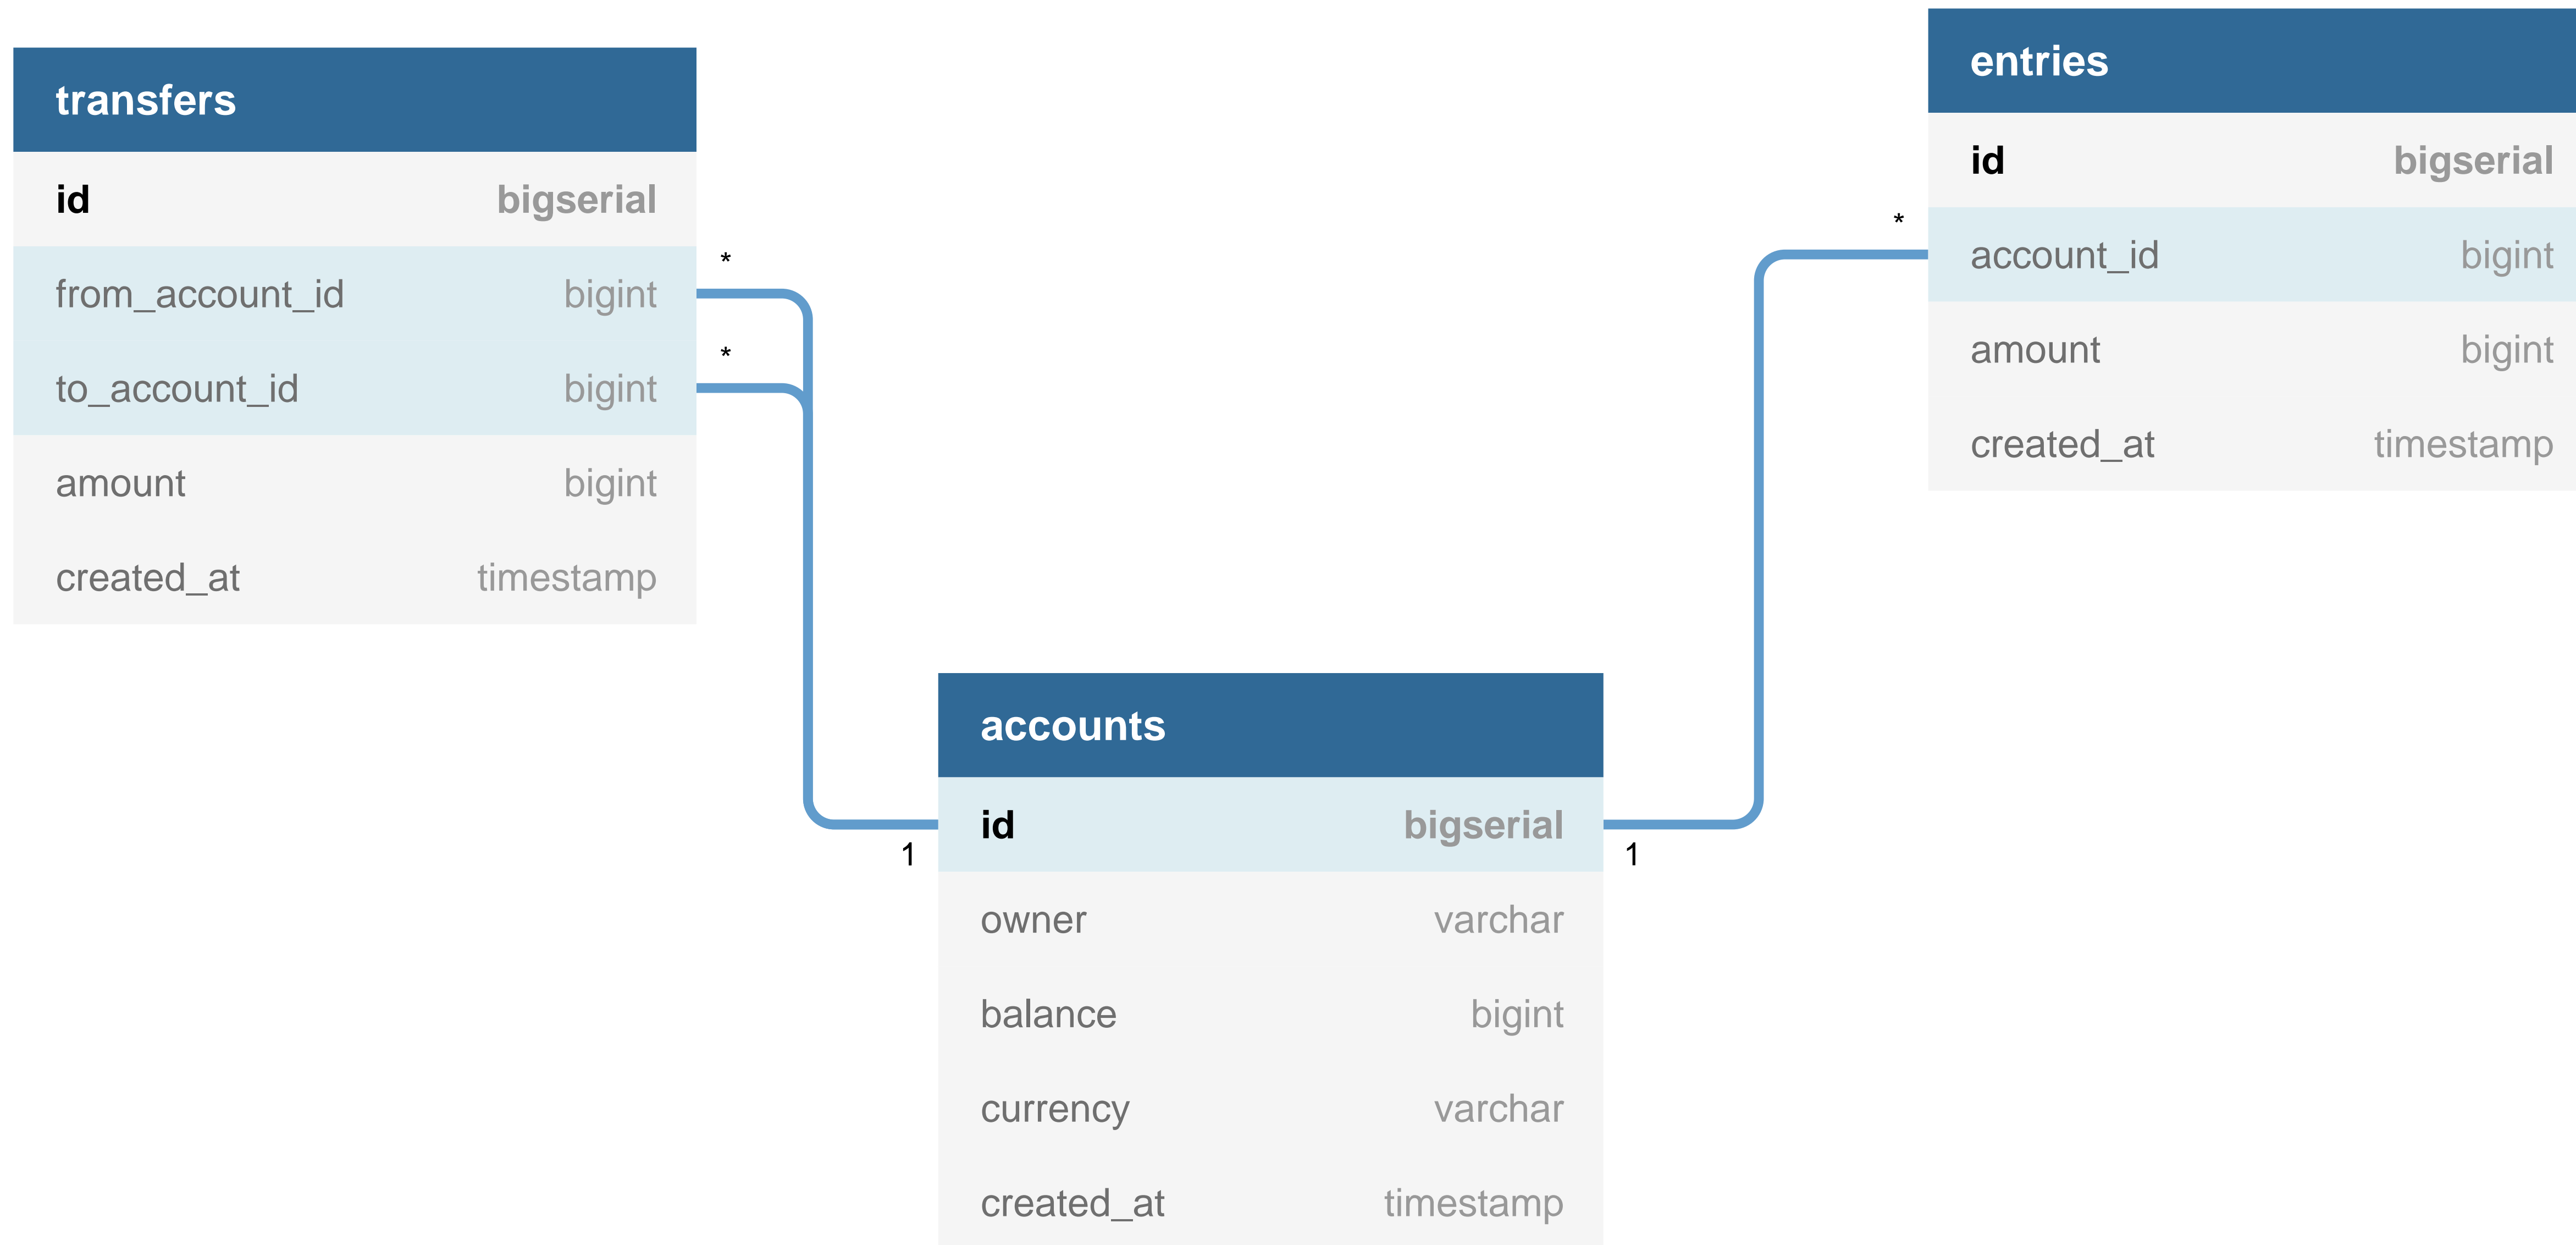 transfers
id bigserial
from_account_id bigint
to_account_id bigint
amount bigint
created_at timestamp
*
*
entries
id bigserial
account_id bigint
amount bigint
created_at timestamp
*
accounts
id bigserial
owner varchar
balance bigint
currency varchar
created_at timestamp
1
1